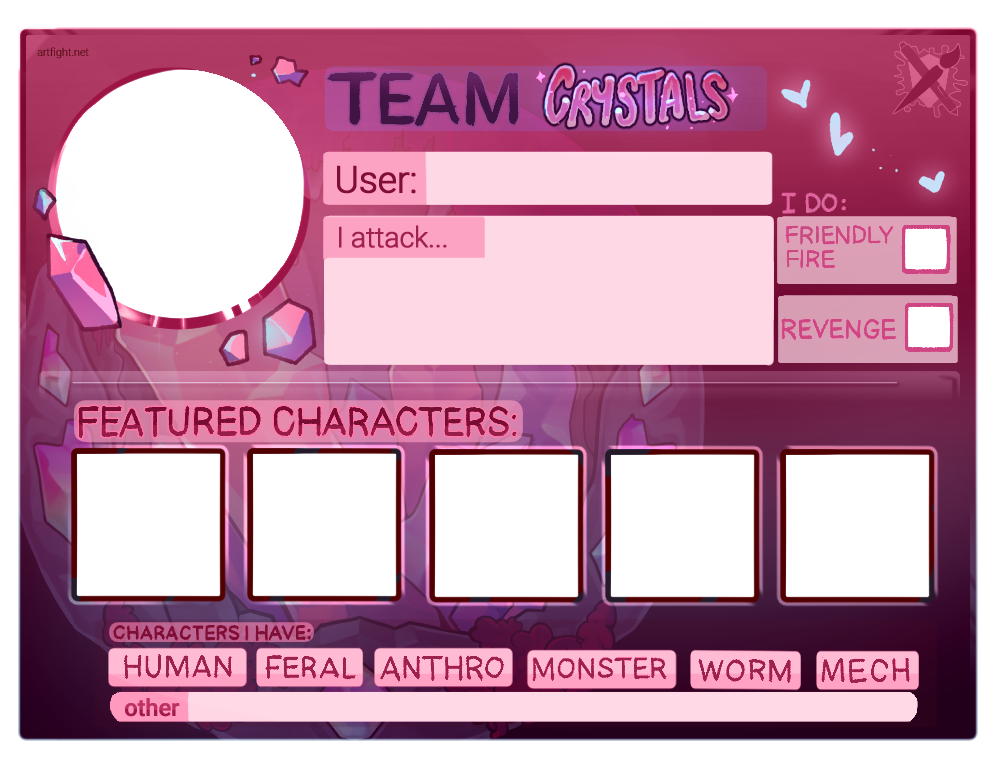 artfight.net
TEAM CRYSTALS
User:
I attack...
I DO:
FRIENDLY
FIRE
REVENGE
FEATURED CHARACTERS:
CHARACTERS I HAVE:
HUMAN FERAL ANTHRO MONSTER WORM MECH
other